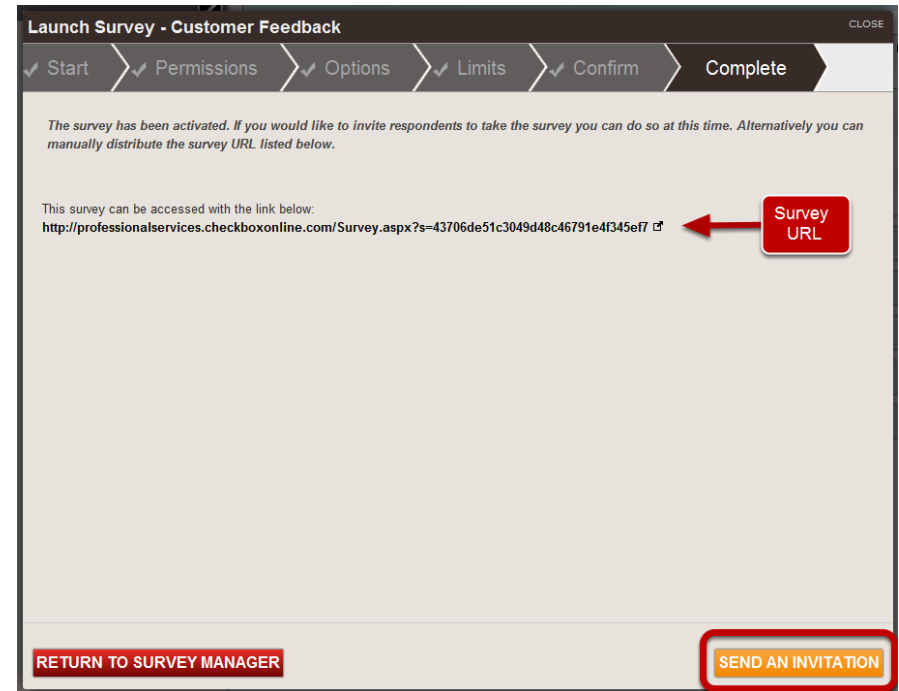 Launch Survey - Customer Feedback
CLOSE
Start Permissions Options Limits Confirm Complete
The survey has been activated. If you would like to invite respondents to take the survey you can do so at this time. Alternatively you can
manually distribute the survey URL listed below.
This survey can be accessed with the link below:
http://professionalservices.checkboxonline.com/Survey.aspx?s=43706de51c3049d48c46791e4f345ef7
Survey
URL
RETURN TO SURVEY MANAGER
SEND AN INVITATION